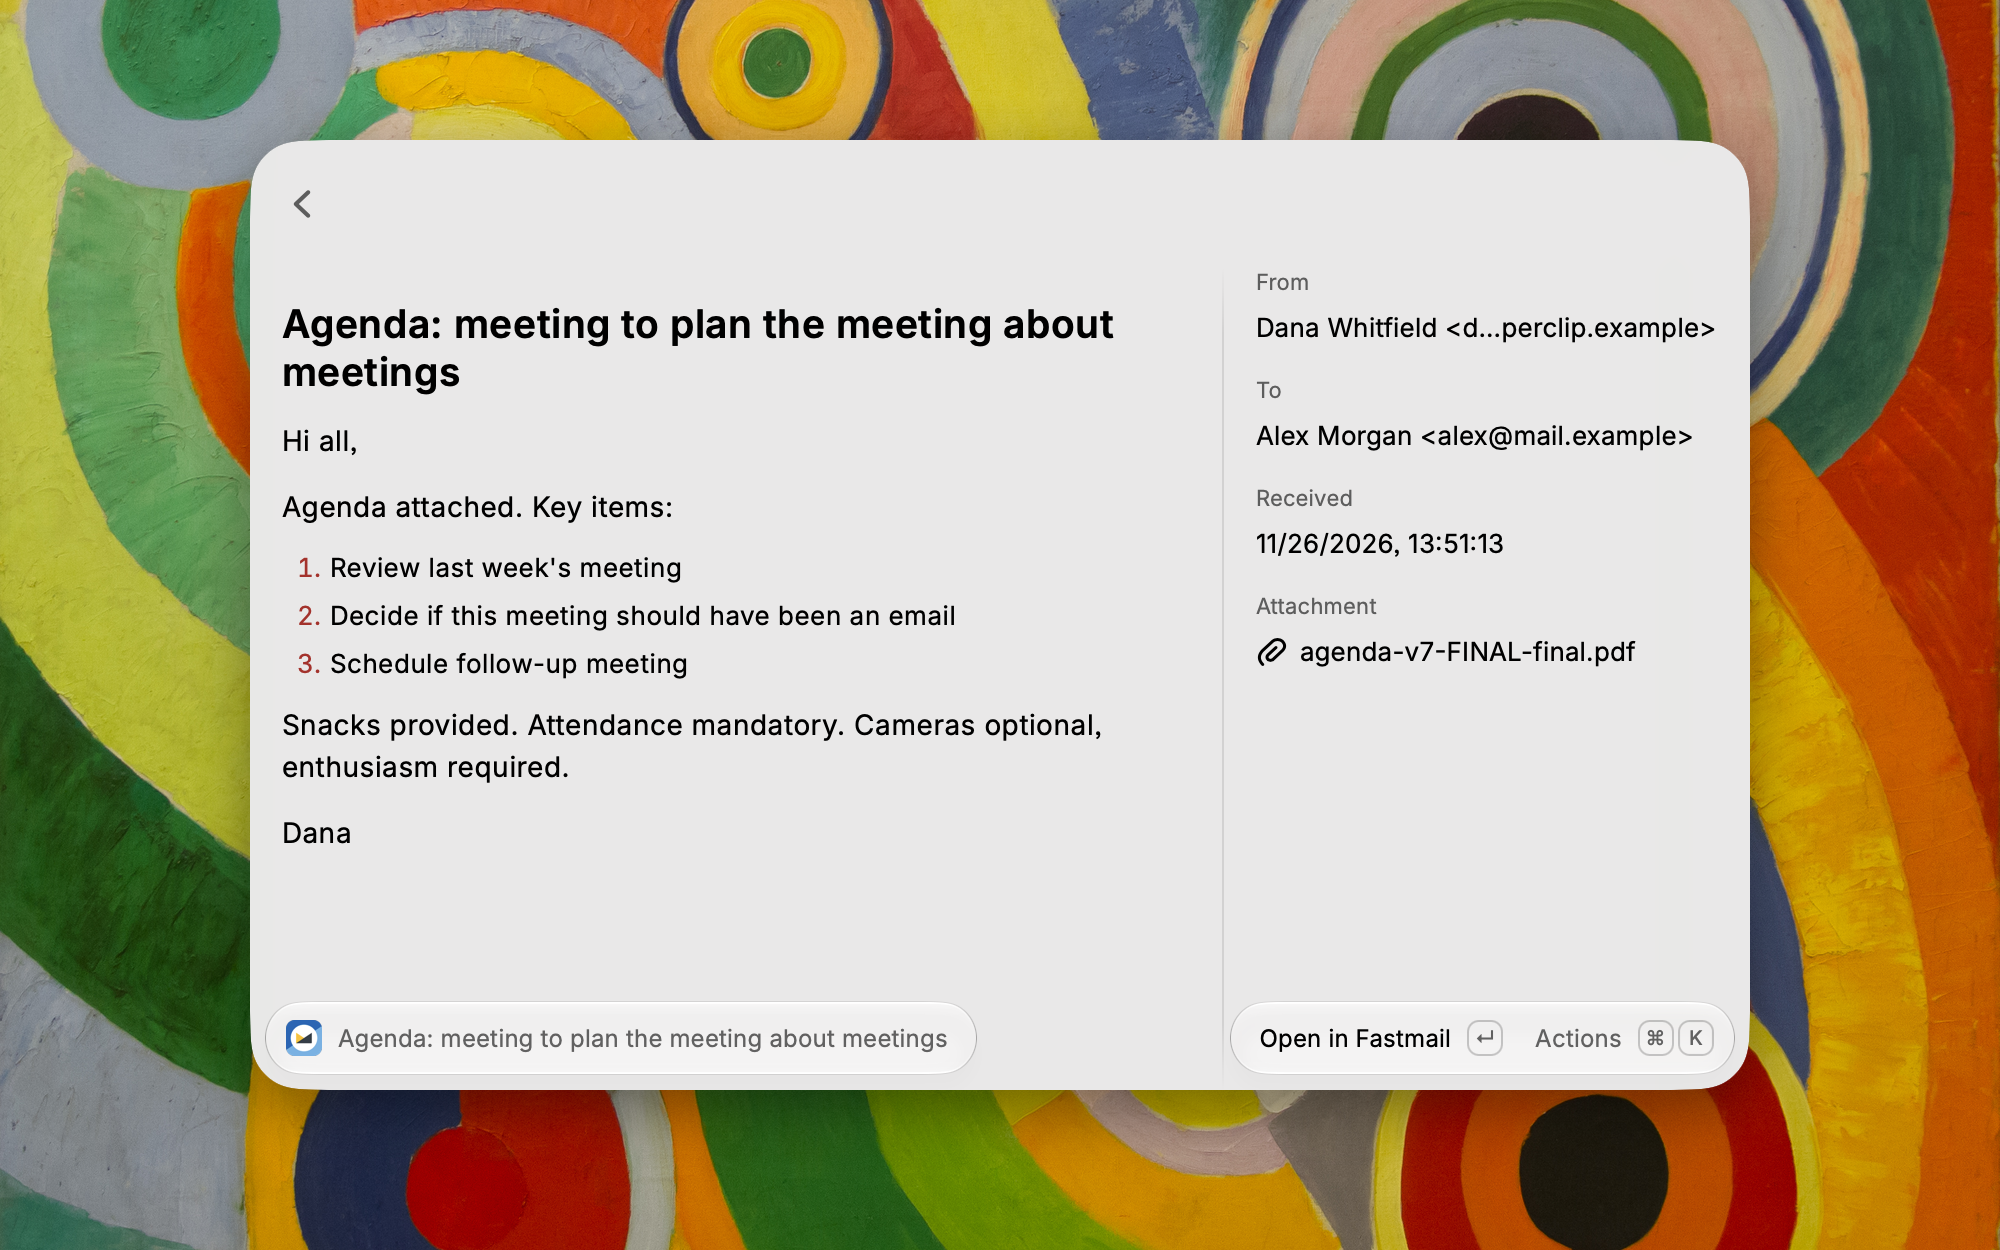 Agenda: meeting to plan the meeting about
meetings
Hi all,
Agenda attached. Key items:
1. Review last week's meeting
2. Decide if this meeting should have been an email
3. Schedule follow-up meeting
Snacks provided. Attendance mandatory. Cameras optional,
enthusiasm required.
Dana
From
Dana Whitfield <d...perclip.example>
To
Alex Morgan <alex@mail.example>
Received
11/26/2026, 13:51:13
Attachment
agenda-v7-FINAL-final.pdf
Agenda: meeting to plan the meeting about meetings
Open in Fastmail ↵ Actions ⌘ K